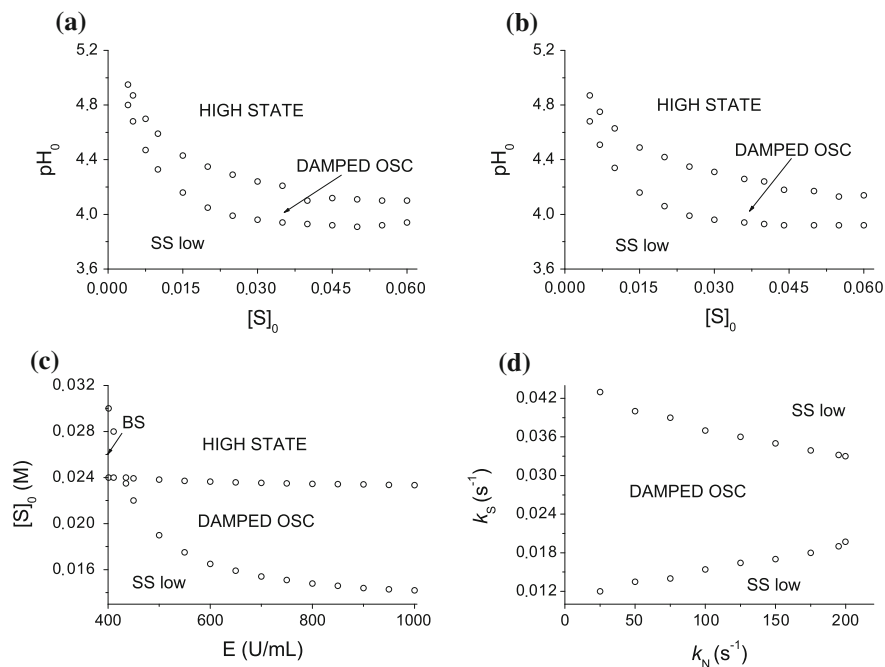 (a)
5.2
4.8
4.4
4.0
3.6
pH₀
HIGH STATE
DAMPED OSC
SS low
0.000
0.015
0.030
0.045
0.060
[S]₀
(b)
5.2
4.8
4.4
4.0
3.6
pH₀
HIGH STATE
DAMPED OSC
SS low
0.000
0.015
0.030
0.045
0.060
[S]₀
(c)
0.032
0.028
0.024
0.020
0.016
[S]₀ (M)
BS
HIGH STATE
DAMPED OSC
SS low
400
600
800
1000
E (U/mL)
(d)
0.042
0.036
0.030
0.024
0.018
0.012
kS (s⁻¹)
SS low
DAMPED OSC
SS low
0
50
100
150
200
kN (s⁻¹)